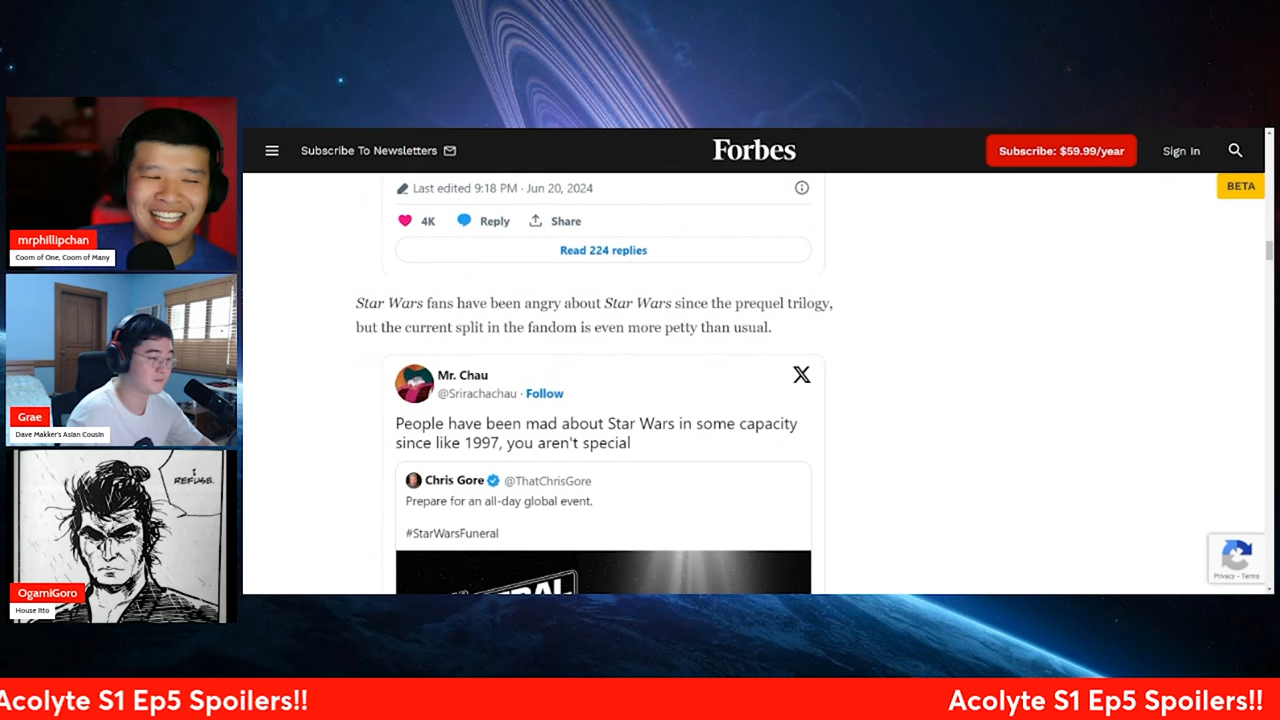 mrphillipchan
Coom of One, Coom of Many
Grae
Dave Makker's Asian Cousin
I
REFUSE.
OgamiGoro
House Itto
Subscribe To Newsletters
Forbes
Subscribe: $59.99/year
Sign In
BETA
Last edited 9:18 PM · Jun 20, 2024
4K Reply Share
Read 224 replies
Star Wars fans have been angry about Star Wars since the prequel trilogy,
but the current split in the fandom is even more petty than usual.
Mr. Chau
@Srirachachau · Follow
People have been mad about Star Wars in some capacity
since like 1997, you aren't special
Chris Gore @ThatChrisGore
Prepare for an all-day global event.
#StarWarsFuneral
Privacy - Terms
Acolyte S1 Ep5 Spoilers!!
Acolyte S1 Ep5 Spoilers!!